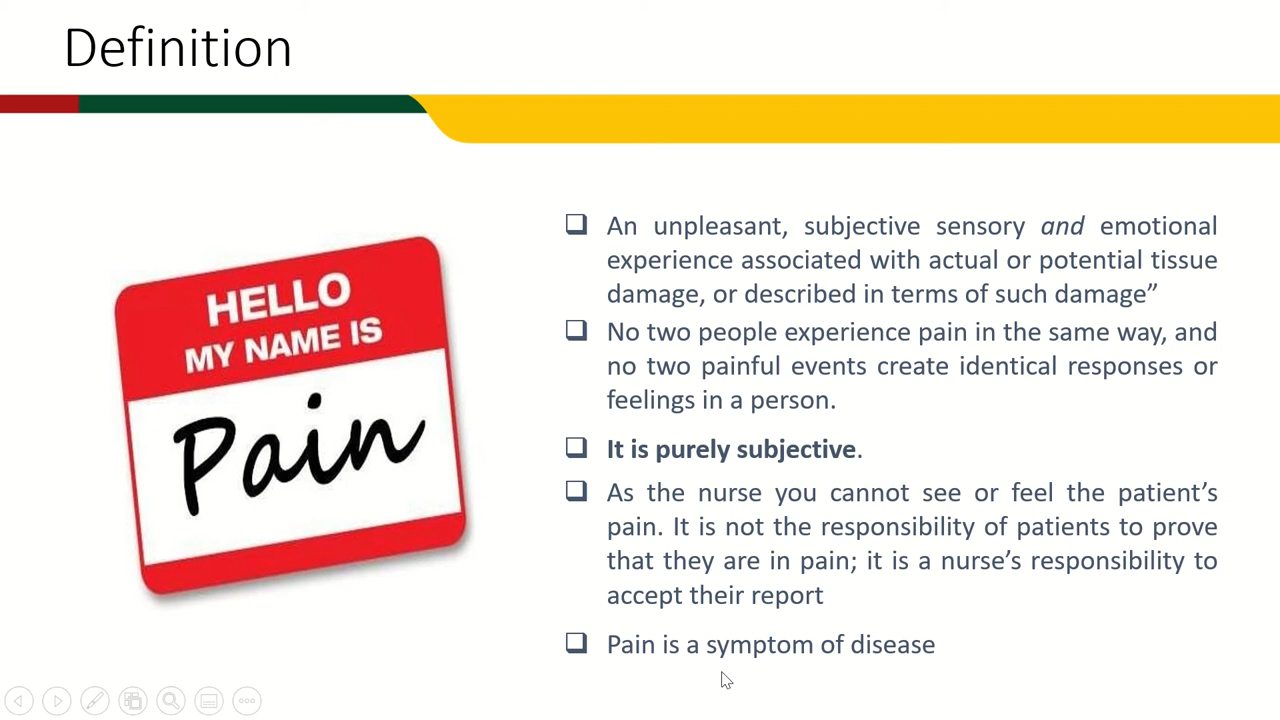 Definition
HELLO
MY NAME IS
Pain
❑ An unpleasant, subjective sensory and emotional
experience associated with actual or potential tissue
damage, or described in terms of such damage”
❑ No two people experience pain in the same way, and
no two painful events create identical responses or
feelings in a person.
❑ It is purely subjective.
❑ As the nurse you cannot see or feel the patient’s
pain. It is not the responsibility of patients to prove
that they are in pain; it is a nurse’s responsibility to
accept their report
❑ Pain is a symptom of disease